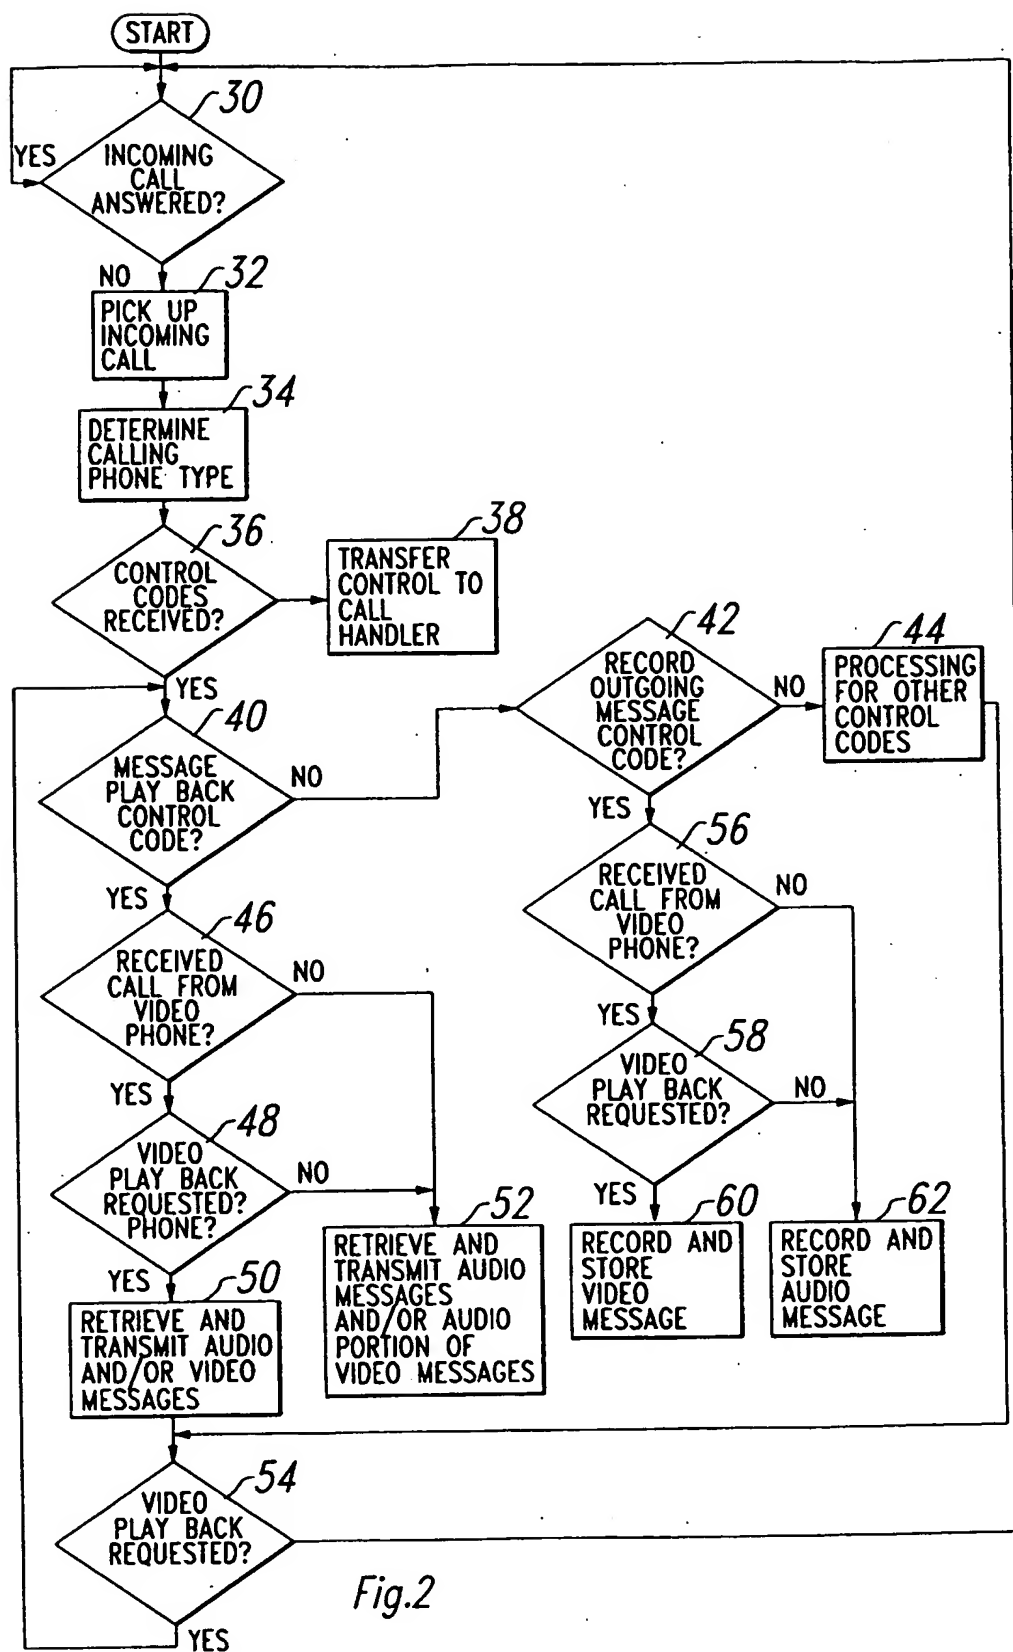 START
30
YES
INCOMING
CALL
ANSWERED?
NO
32
PICK UP
INCOMING
CALL
34
DETERMINE
CALLING
PHONE TYPE
36
CONTROL
CODES
RECEIVED?
38
TRANSFER
CONTROL TO
CALL
HANDLER
YES
40
MESSAGE
PLAY BACK
CONTROL
CODE?
NO
42
RECORD
OUTGOING
MESSAGE
CONTROL
CODE?
NO
44
PROCESSING
FOR OTHER
CONTROL
CODES
YES
46
RECEIVED
CALL FROM
VIDEO
PHONE?
NO
YES
56
RECEIVED
CALL FROM
VIDEO
PHONE?
NO
YES
48
VIDEO
PLAY BACK
REQUESTED?
PHONE?
NO
YES
58
VIDEO
PLAY BACK
REQUESTED?
NO
YES
50
RETRIEVE AND
TRANSMIT AUDIO
AND/OR VIDEO
MESSAGES
52
RETRIEVE AND
TRANSMIT AUDIO
MESSAGES
AND/OR AUDIO
PORTION OF
VIDEO MESSAGES
YES
60
RECORD AND
STORE
VIDEO
MESSAGE
62
RECORD AND
STORE
AUDIO
MESSAGE
54
VIDEO
PLAY BACK
REQUESTED?
YES
Fig.2